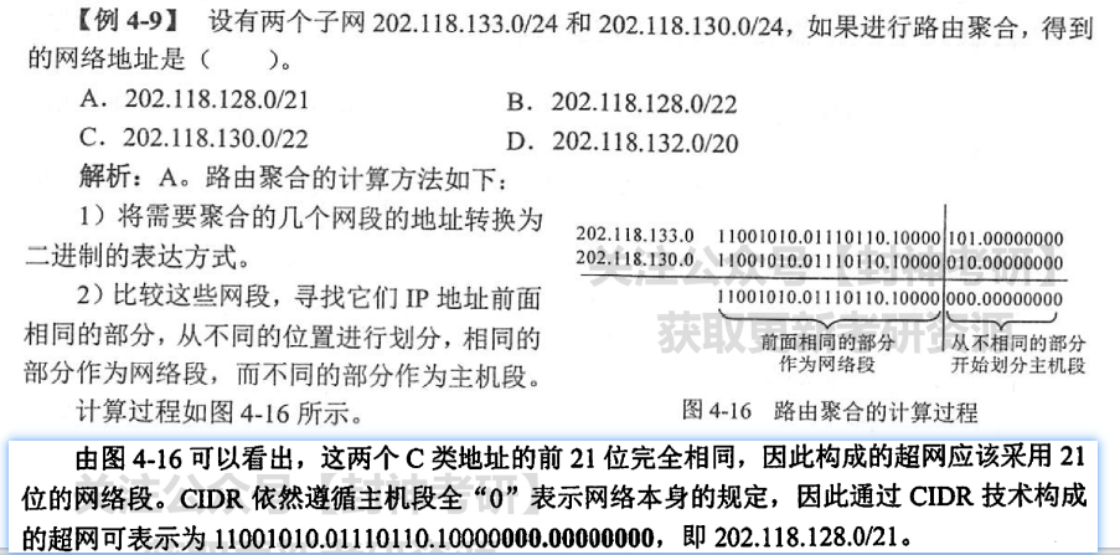 【例 4-9】 设有两个子网 202.118.133.0/24 和 202.118.130.0/24，如果进行路由聚合，得到
的网络地址是（  ）。
A．202.118.128.0/21 B．202.118.128.0/22
C．202.118.130.0/22 D．202.118.132.0/20
解析：A。路由聚合的计算方法如下：
1）将需要聚合的几个网段的地址转换为
二进制的表达方式。
2）比较这些网段，寻找它们 IP 地址前面
相同的部分，从不同的位置进行划分，相同的
部分作为网络段，而不同的部分作为主机段。
计算过程如图 4-16 所示。
202.118.133.0 11001010.01110110.10000 101.00000000
202.118.130.0 11001010.01110110.10000 010.00000000
11001010.01110110.10000 000.00000000
前面相同的部分
作为网络段
从不相同的部分
开始划分主机段
图 4-16 路由聚合的计算过程
由图 4-16 可以看出，这两个 C 类地址的前 21 位完全相同，因此构成的超网应该采用 21
位的网络段。CIDR 依然遵循主机段全“0”表示网络本身的规定，因此通过 CIDR 技术构成
的超网可表示为 11001010.01110110.10000000.00000000，即 202.118.128.0/21。
关注公众号【封神考研】
获取更新考研资源
关注公众号【封神考研】